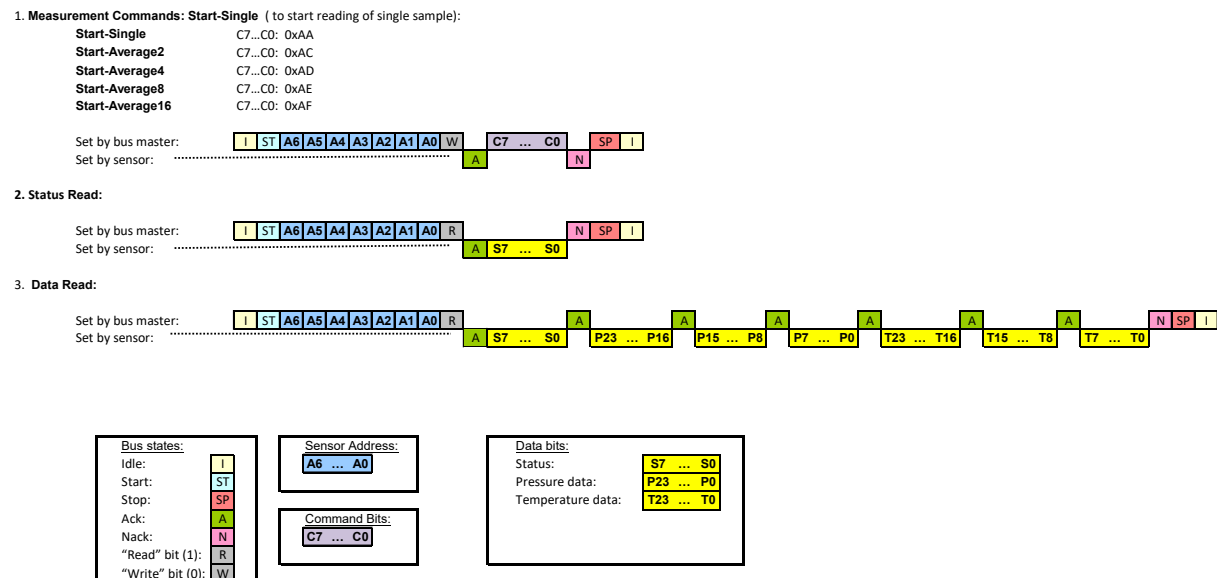 1. Measurement Commands: Start-Single ( to start reading of single sample):
Start-Single C7...C0: 0xAA
Start-Average2 C7...C0: 0xAC
Start-Average4 C7...C0: 0xAD
Start-Average8 C7...C0: 0xAE
Start-Average16 C7...C0: 0xAF
Set by bus master: I ST A6 A5 A4 A3 A2 A1 A0 W C7 ... C0 SP I
Set by sensor: A N
2. Status Read:
Set by bus master: I ST A6 A5 A4 A3 A2 A1 A0 R N SP I
Set by sensor: A S7 ... S0
3. Data Read:
Set by bus master: I ST A6 A5 A4 A3 A2 A1 A0 R A A A A A A N SP I
Set by sensor: A S7 ... S0 P23 ... P16 P15 ... P8 P7 ... P0 T23 ... T16 T15 ... T8 T7 ... T0
Bus states:
Idle: I
Start: ST
Stop: SP
Ack: A
Nack: N
“Read” bit (1): R
“Write” bit (0): W
Sensor Address:
A6 ... A0
Command Bits:
C7 ... C0
Data bits:
Status: S7 ... S0
Pressure data: P23 ... P0
Temperature data: T23 ... T0